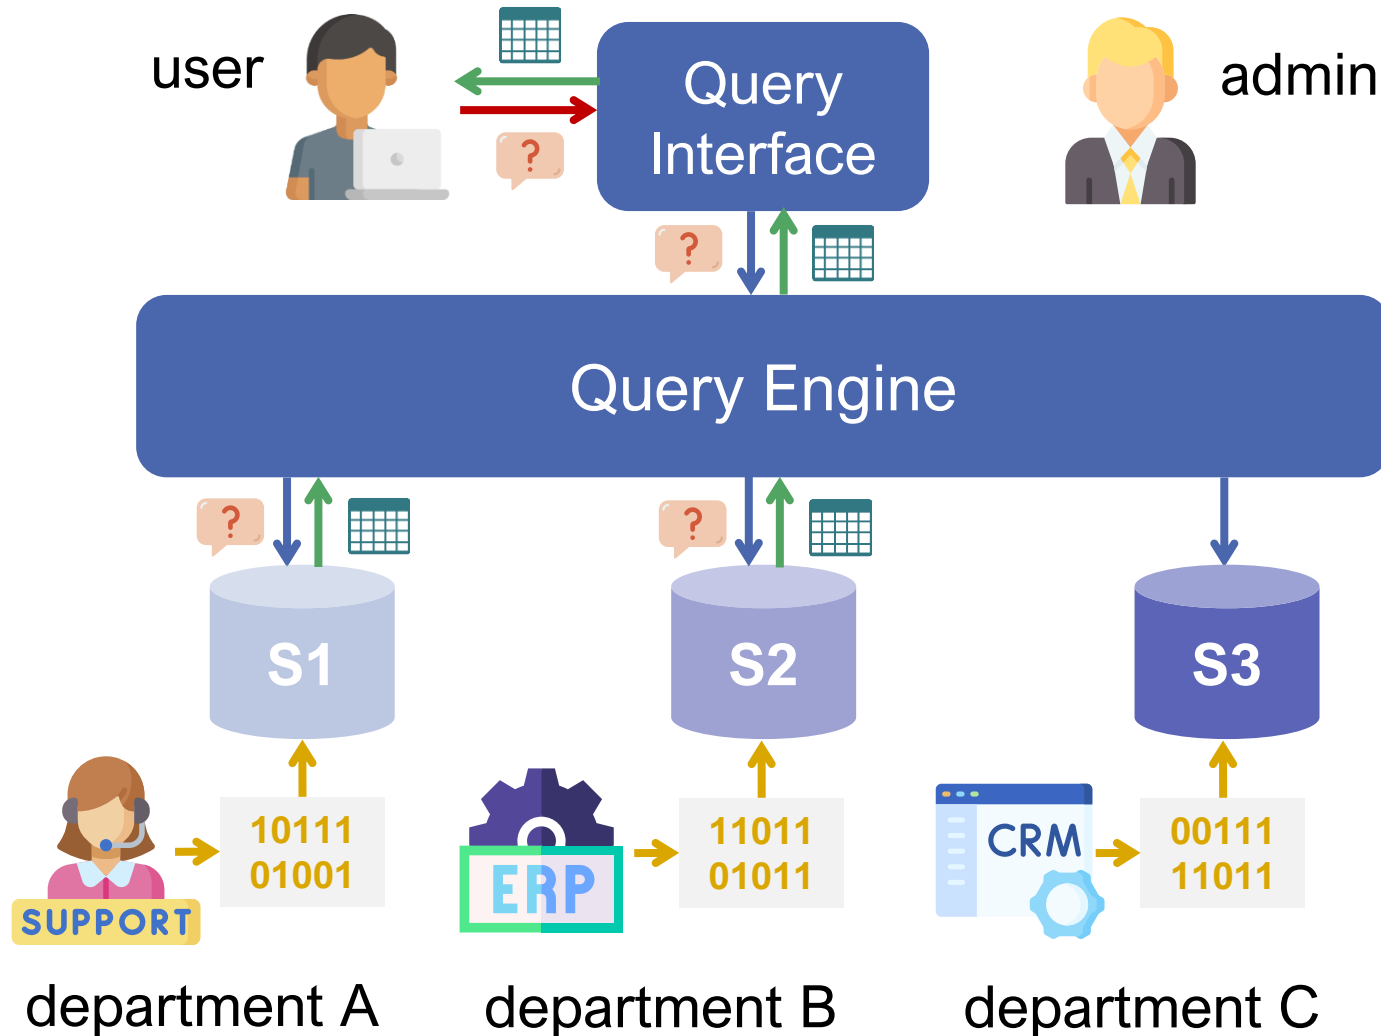 user
Query
Interface
admin
?
?
Query Engine
?
?
S1
S2
S3
10111
01001
11011
01011
00111
11011
SUPPORT
ERP
CRM
department A
department B
department C